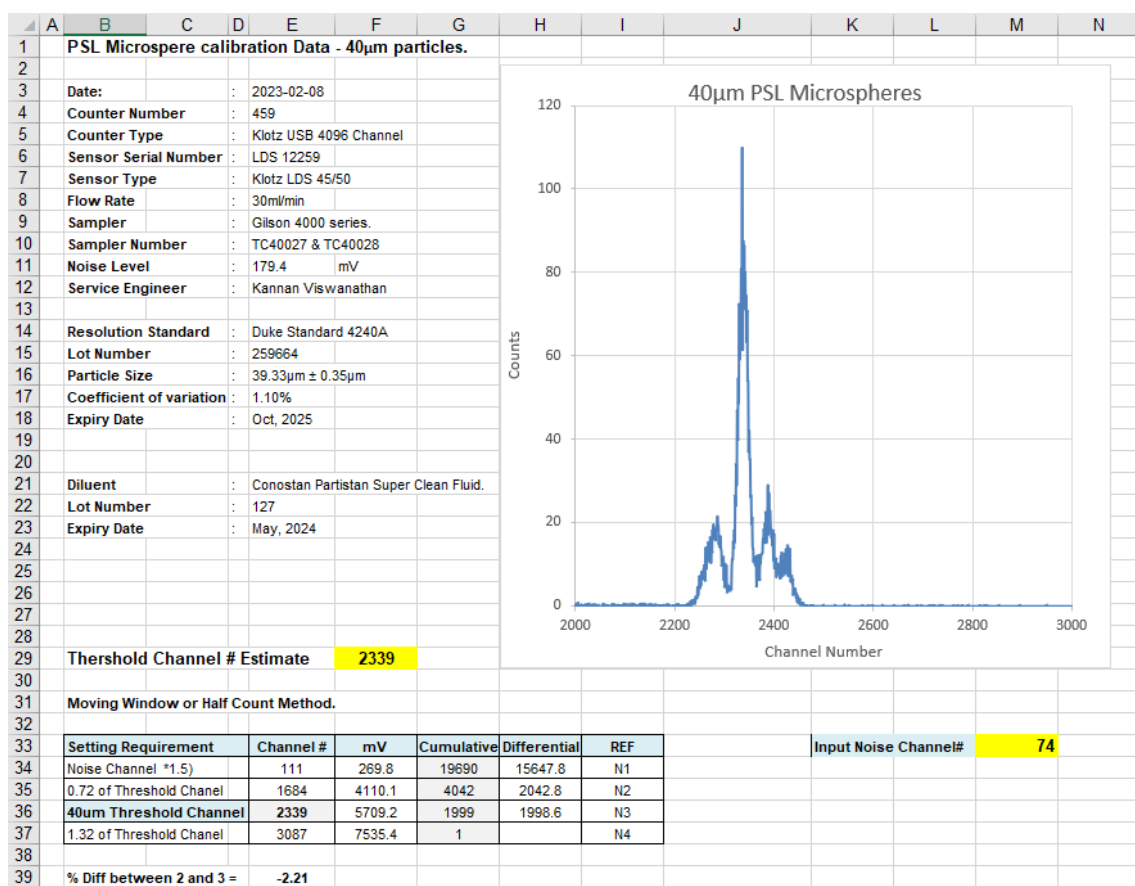 A B C D E F G H I J K L M N
1 PSL Microspere calibration Data - 40μm particles.
2
3 Date: : 2023-02-08
4 Counter Number : 459
5 Counter Type : Klotz USB 4096 Channel
6 Sensor Serial Number : LDS 12259
7 Sensor Type : Klotz LDS 45/50
8 Flow Rate : 30ml/min
9 Sampler : Gilson 4000 series.
10 Sampler Number : TC40027 & TC40028
11 Noise Level : 179.4 mV
12 Service Engineer : Kannan Viswanathan
13
14 Resolution Standard : Duke Standard 4240A
15 Lot Number : 259664
16 Particle Size : 39.33μm ± 0.35μm
17 Coefficient of variation : 1.10%
18 Expiry Date : Oct, 2025
19
20
21 Diluent : Conostan Partistan Super Clean Fluid.
22 Lot Number : 127
23 Expiry Date : May, 2024
24
25
26
27
28
40μm PSL Microspheres
120
100
80
60
40
20
0
Counts
2000 2200 2400 2600 2800 3000
Channel Number
29 Thershold Channel # Estimate 2339
30
31 Moving Window or Half Count Method.
32
33 Setting Requirement Channel # mV Cumulative Differential REF Input Noise Channel# 74
34 Noise Channel *1.5) 111 269.8 19690 15647.8 N1
35 0.72 of Threshold Chanel 1684 4110.1 4042 2042.8 N2
36 40um Threshold Channel 2339 5709.2 1999 1998.6 N3
37 1.32 of Threshold Chanel 3087 7535.4 1 N4
38
39 % Diff between 2 and 3 = -2.21